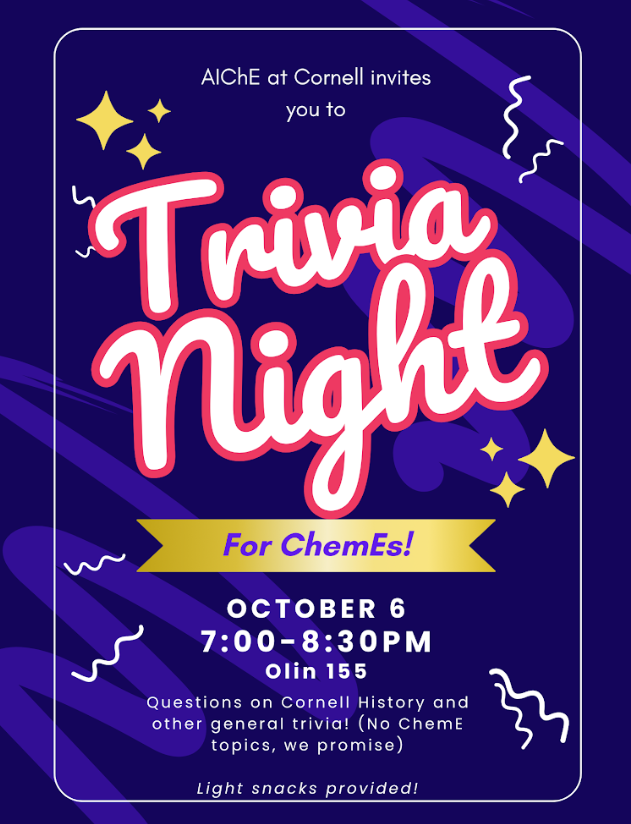 AIChE at Cornell invites
you to
Trivia
Night
For ChemEs!
OCTOBER 6
7:00-8:30PM
Olin 155
Questions on Cornell History and
other general trivia! (No ChemE
topics, we promise)
Light snacks provided!